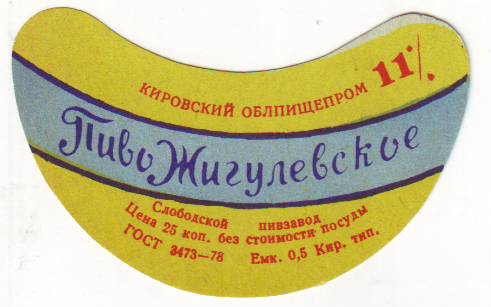 КИРОВСКИЙ ОБЛПИЩЕПРОМ 11%
Пиво Жигулевское
Слободской пивзавод
Цена 25 коп. без стоимости посуды
ГОСТ 3473—78 Емк. 0,5 Кир. тип.